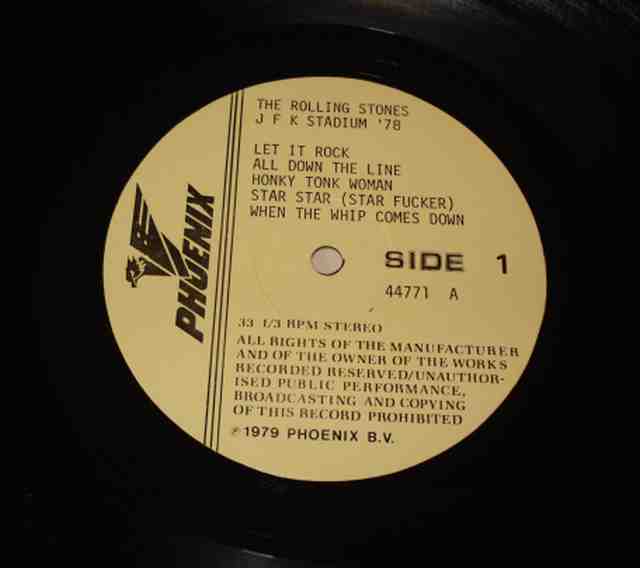 THE ROLLING STONES
J F K STADIUM '78
LET IT ROCK
ALL DOWN THE LINE
HONKY TONK WOMAN
STAR STAR (STAR FUCKER)
WHEN THE WHIP COMES DOWN
PHOENIX
SIDE 1
44771 A
33 1/3 RPM STEREO
ALL RIGHTS OF THE MANUFACTURER
AND OF THE OWNER OF THE WORKS
RECORDED RESERVED/UNAUTHOR-
ISED PUBLIC PERFORMANCE,
BROADCASTING AND COPYING
OF THIS RECORD PROHIBITED
℗1979 PHOENIX B.V.